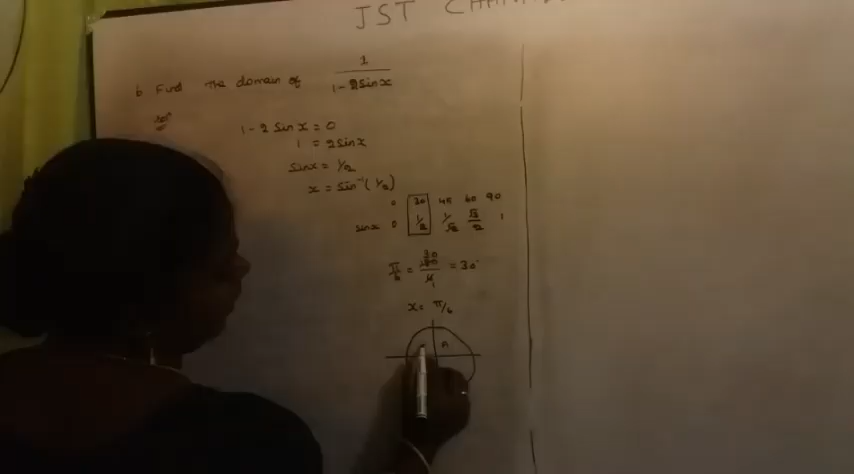 JST
6 Find The domain of 1/(1-2Sinx)
1-2 Sin x = 0
1 = 2sinx
Sinx = 1/2
x = Sin⁻¹(1/2)
0 30 45 60 90
sinx 0 1/2 1/√2 √3/2 1
π/6 = 180/6 = 30°
x = π/6
A